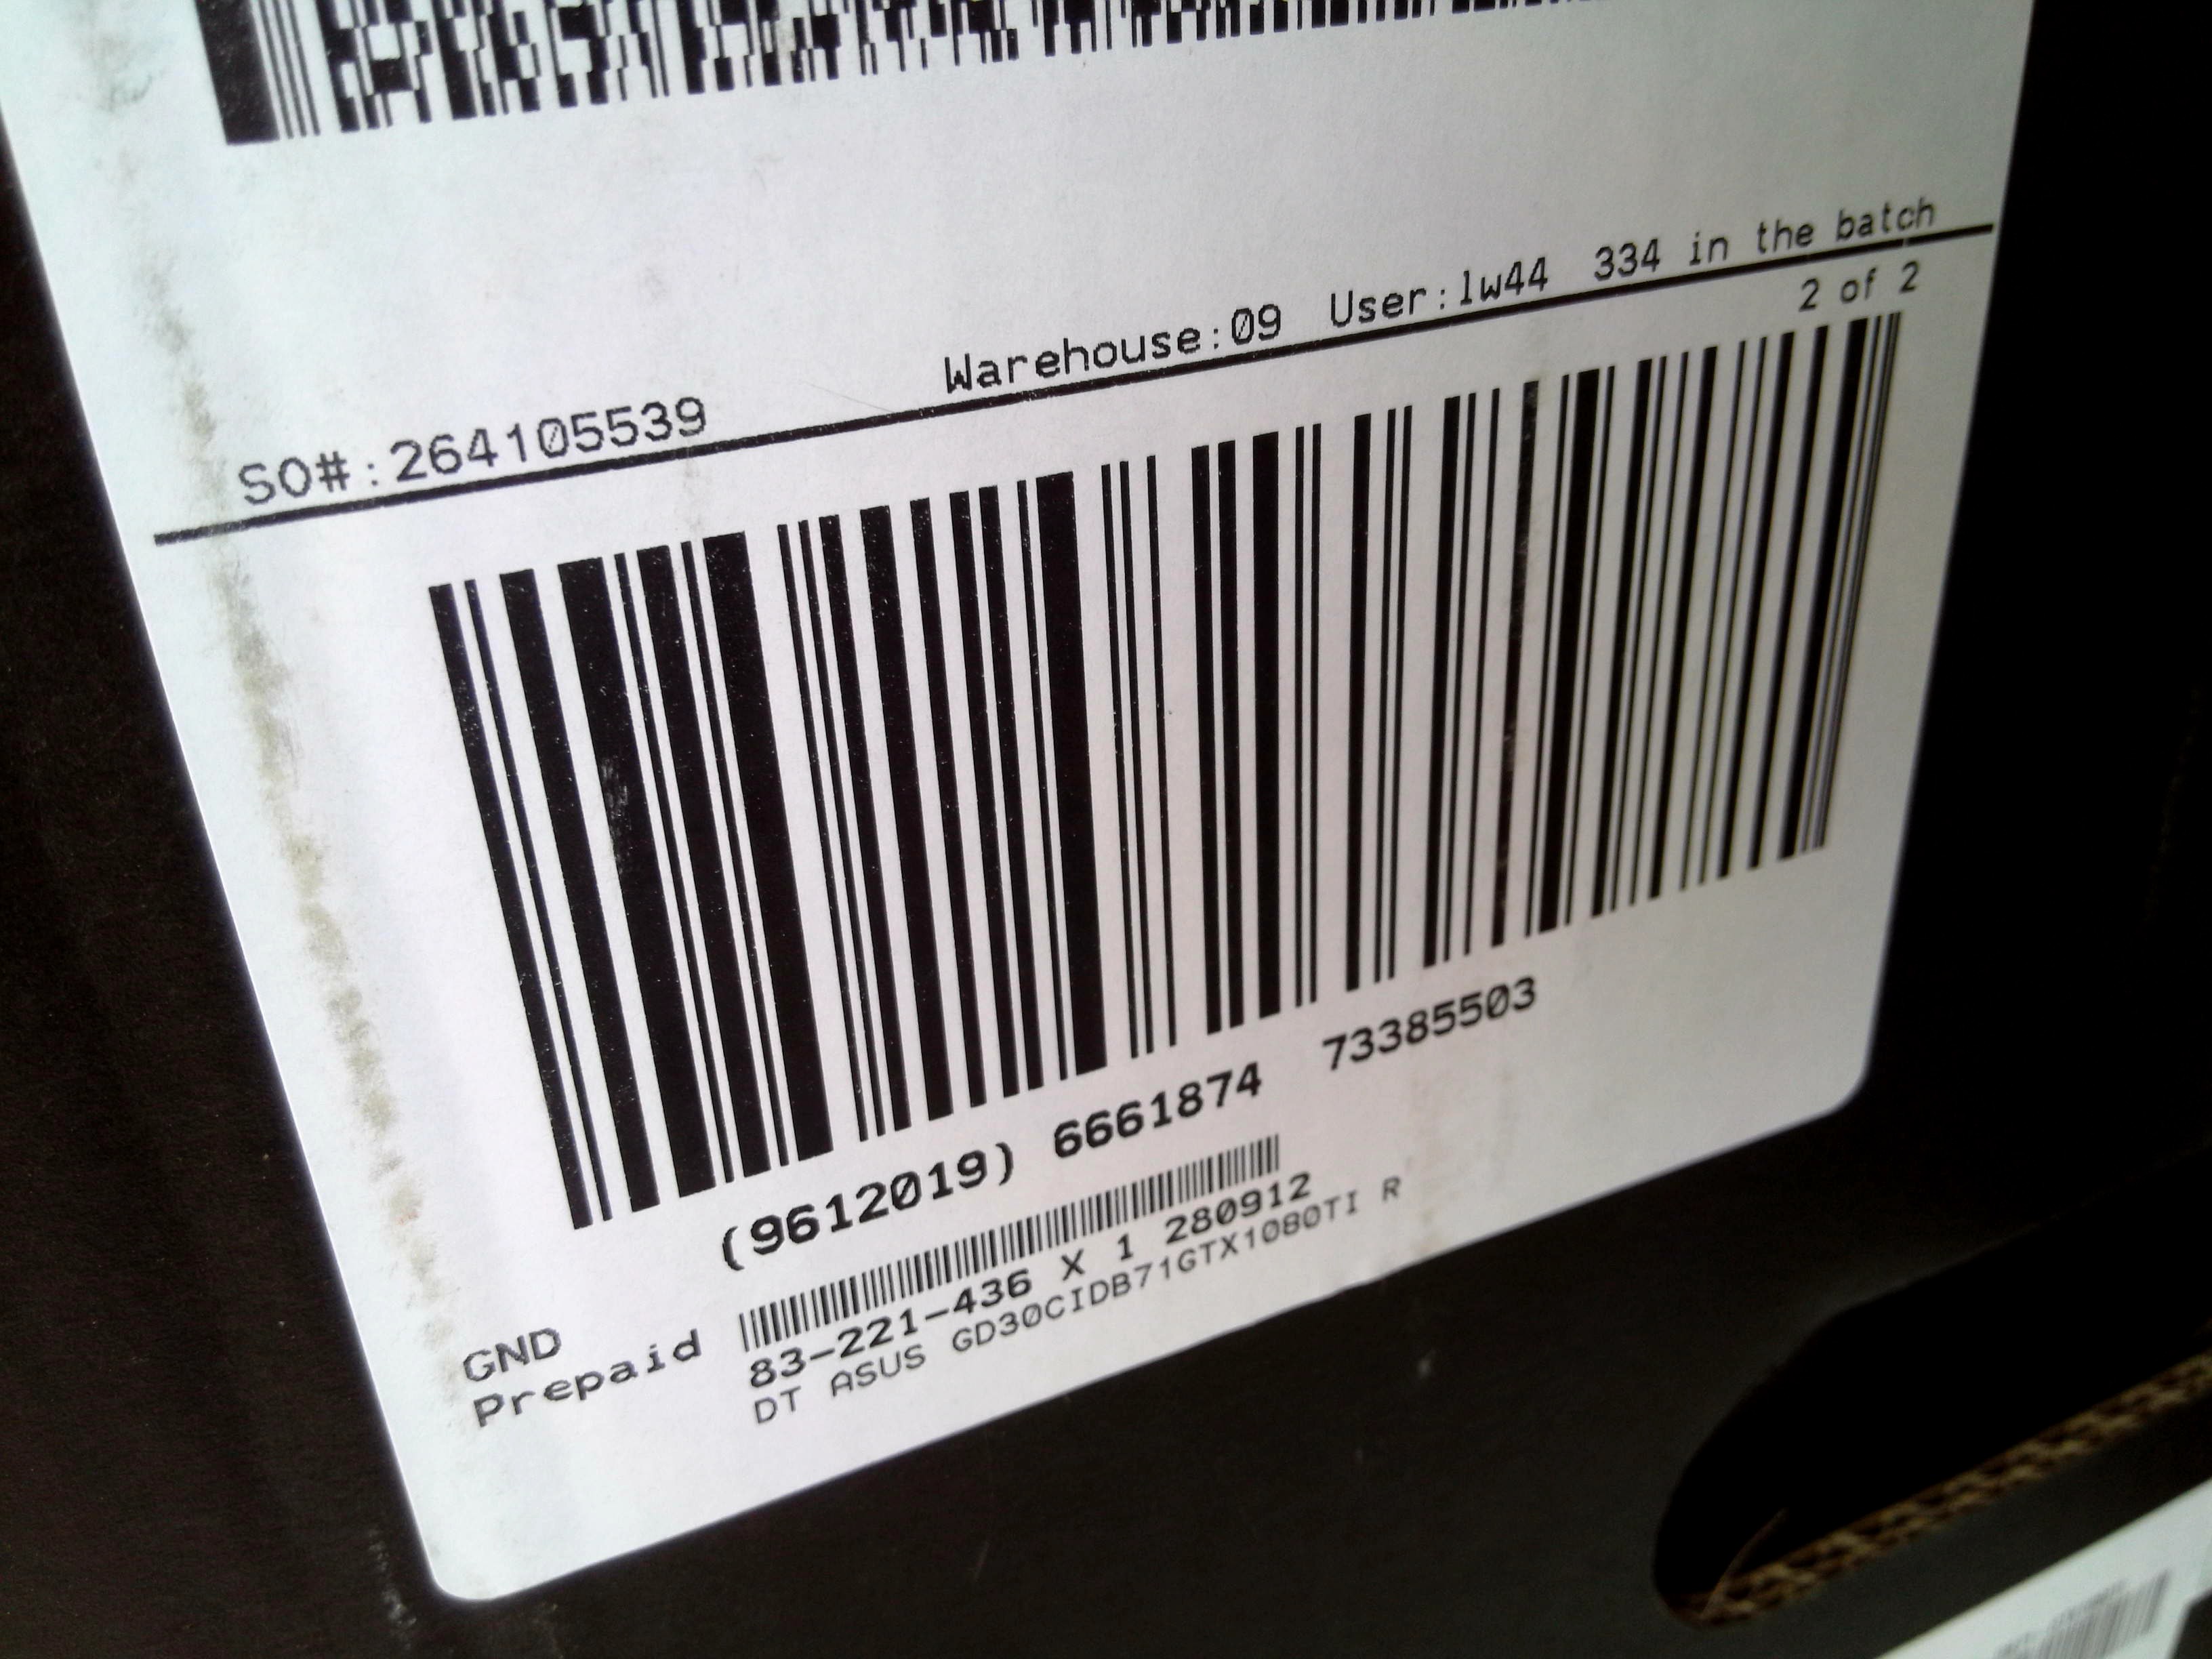 SO#:264105539 Warehouse:09 User:lw44 334 in the batch
2 of 2
(9612019) 6661874 73385503
GND
Prepaid
83-221-436 X 1 280912
DT ASUS GD30CIDB71GTX1080TI R